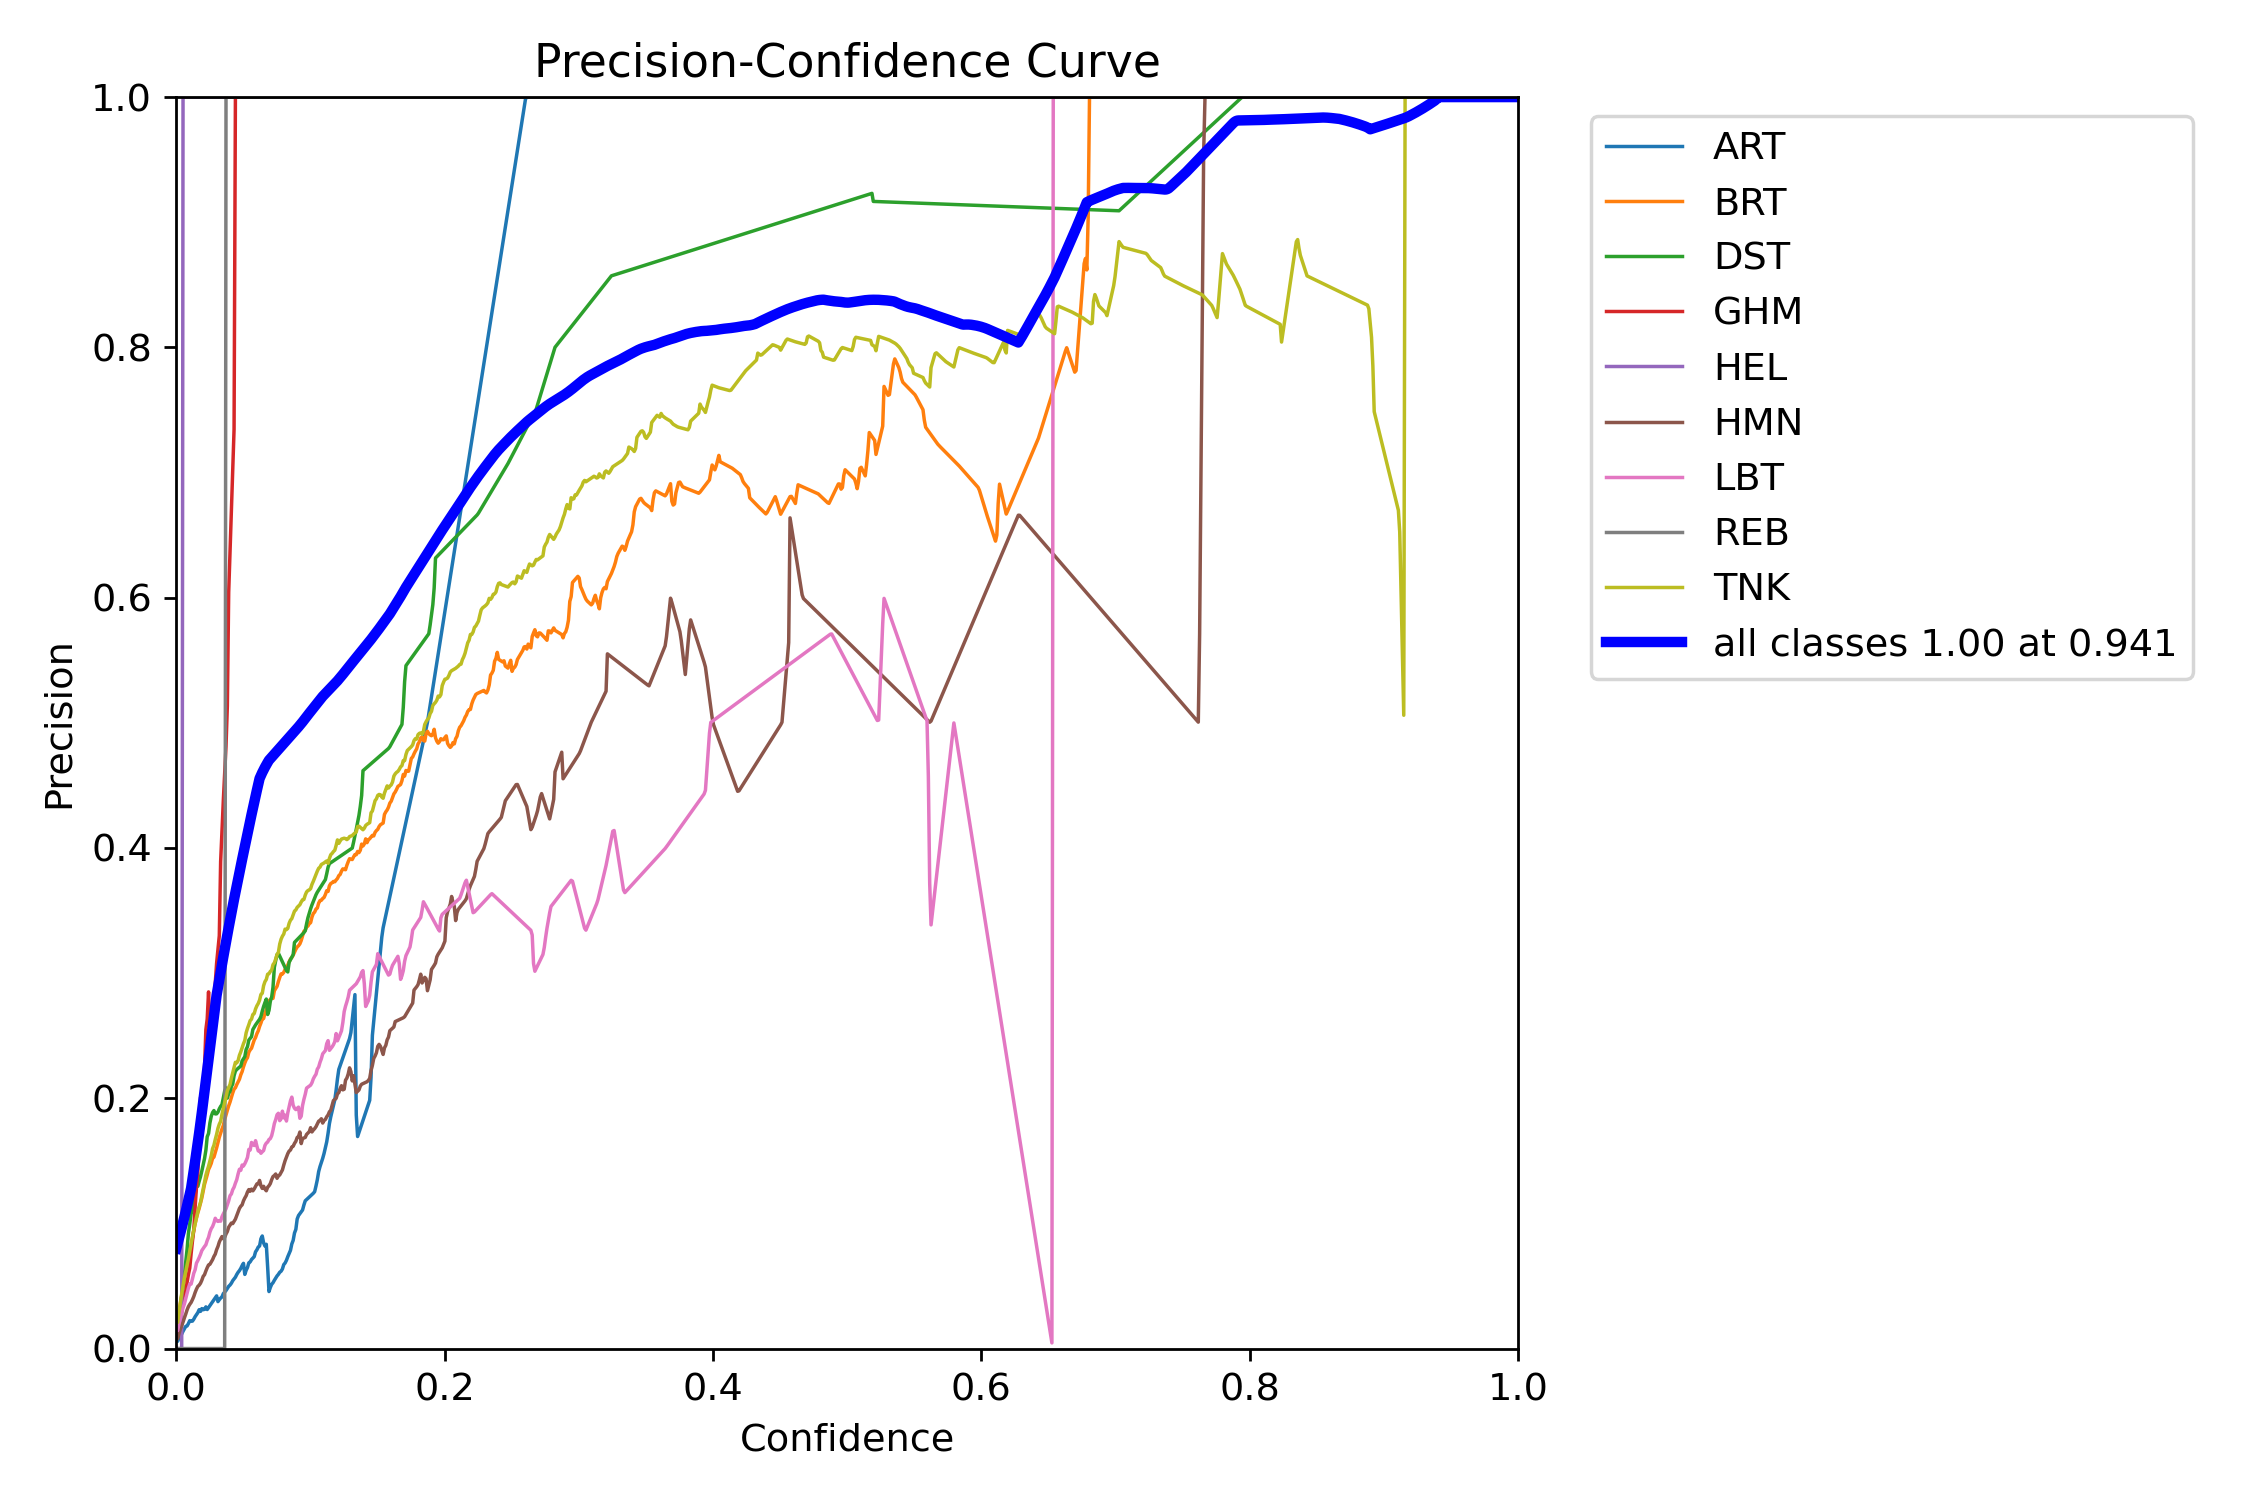 Precision-Confidence Curve
1.0
0.8
0.6
0.4
0.2
0.0
Precision
0.0 0.2 0.4 0.6 0.8 1.0
Confidence
ART
BRT
DST
GHM
HEL
HMN
LBT
REB
TNK
all classes 1.00 at 0.941